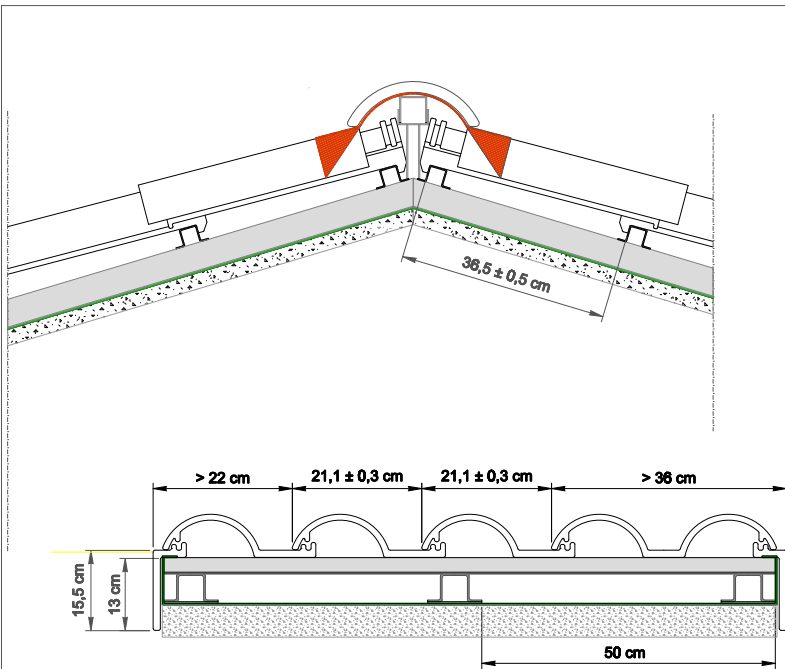 36,5 ± 0,5 cm
> 22 cm
21,1 ± 0,3 cm
21,1 ± 0,3 cm
> 36 cm
15,5 cm
13 cm
50 cm